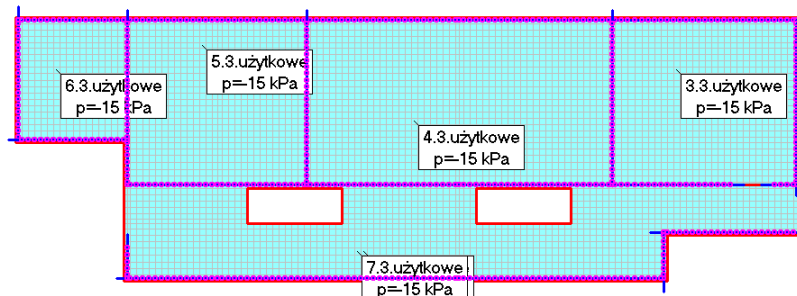 5.3.użytkowe
p=-15 kPa
6.3.użytkowe
p=-15 kPa
3.3.użytkowe
p=-15 kPa
4.3.użytkowe
p=-15 kPa
7.3.użytkowe
p=-15 kPa